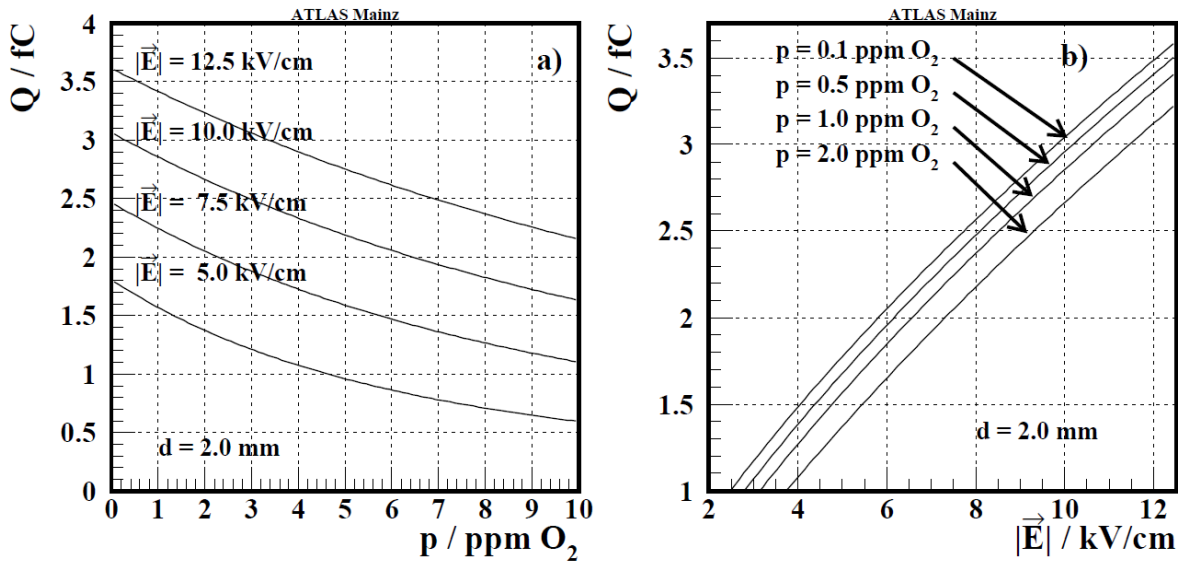 ATLAS Mainz
Q / fC
a)
|E| = 12.5 kV/cm
|E| = 10.0 kV/cm
|E| = 7.5 kV/cm
|E| = 5.0 kV/cm
d = 2.0 mm
4
3.5
3
2.5
2
1.5
1
0.5
0
0 1 2 3 4 5 6 7 8 9 10
p / ppm O₂
ATLAS Mainz
Q / fC
b)
p = 0.1 ppm O₂
p = 0.5 ppm O₂
p = 1.0 ppm O₂
p = 2.0 ppm O₂
d = 2.0 mm
3.5
3
2.5
2
1.5
1
2 4 6 8 10 12
|E| / kV/cm